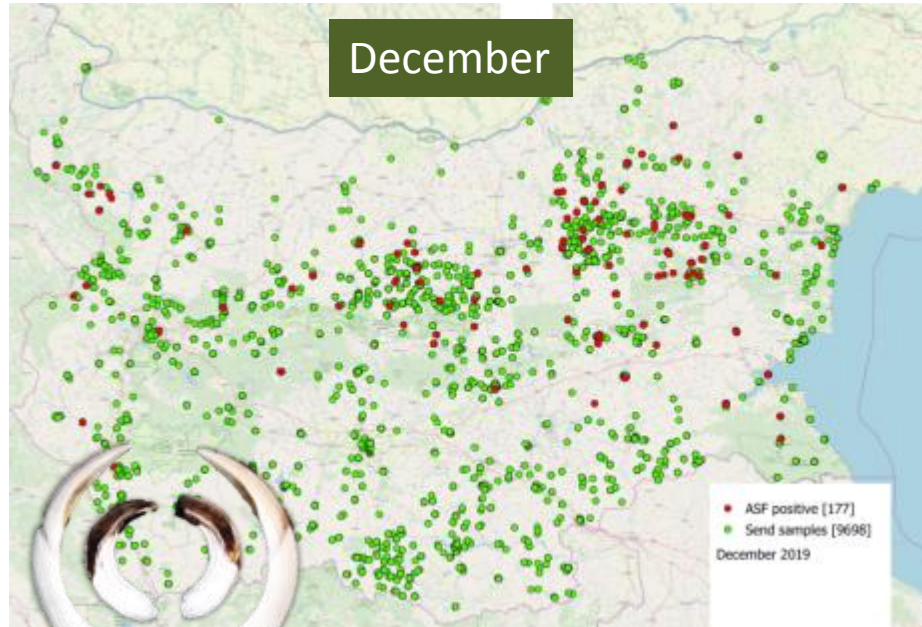 December
ASF positive [177]
Send samples [9698]
December 2019